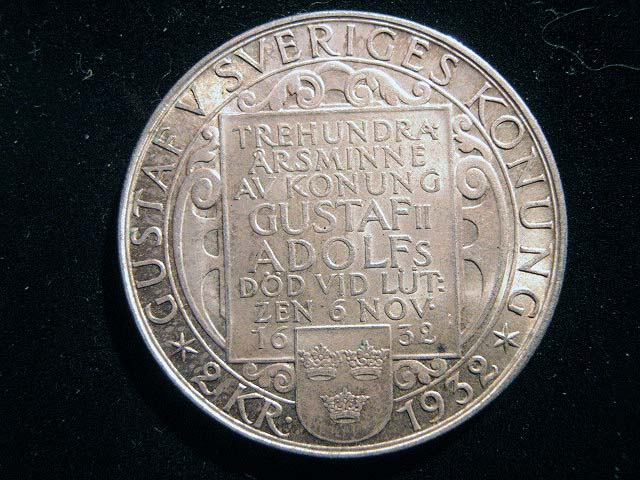 GUSTAF V SVERIGES KONUNG
TREHUNDRA-
ÅRSMINNE
AV KONUNG
GUSTAF II
ADOLFS
DÖD VID LÜT:
ZEN 6 NOV:
16 32
* 2 KR. 1932 *